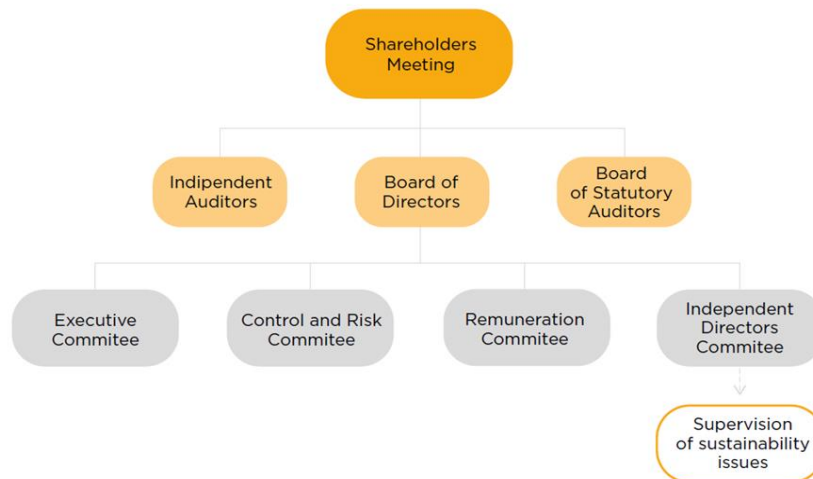 Shareholders
Meeting
Indipendent
Auditors
Board of
Directors
Board
of Statutory
Auditors
Executive
Commitee
Control and Risk
Commitee
Remuneration
Commitee
Independent
Directors
Commitee
Supervision
of sustainability
issues